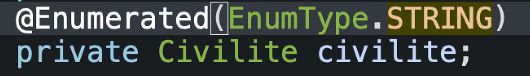 @Enumerated(EnumType.STRING)
private Civilite civilite;